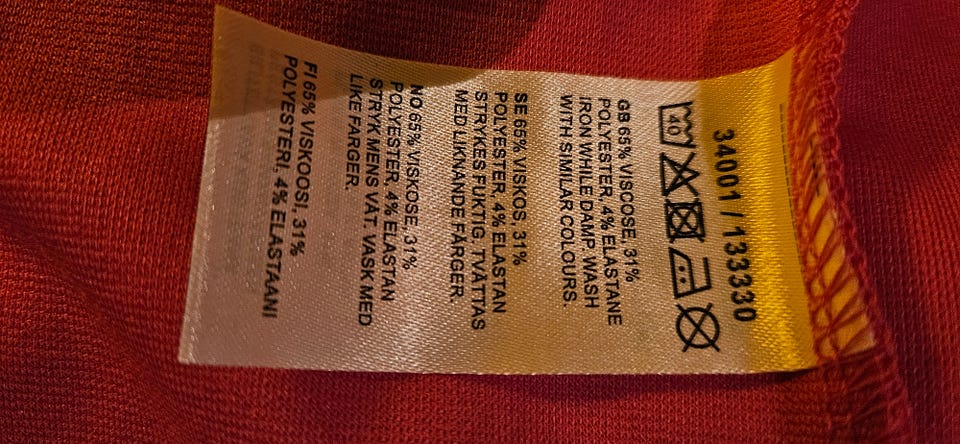 34001 / 133330
40
GB 65% VISCOSE, 31%
POLYESTER, 4% ELASTANE
IRON WHILE DAMP. WASH
WITH SIMILAR COLOURS.
SE 65% VISKOS, 31%
POLYESTER, 4% ELASTAN
STRYKES FUKTIG. TVÄTTAS
MED LIKNANDE FÄRGER.
NO 65% VISKOSE, 31%
POLYESTER, 4% ELASTAN
STRYK MENS VÅT. VASK MED
LIKE FARGER.
FI 65% VISKOOSI, 31%
POLYESTERI, 4% ELASTAANI